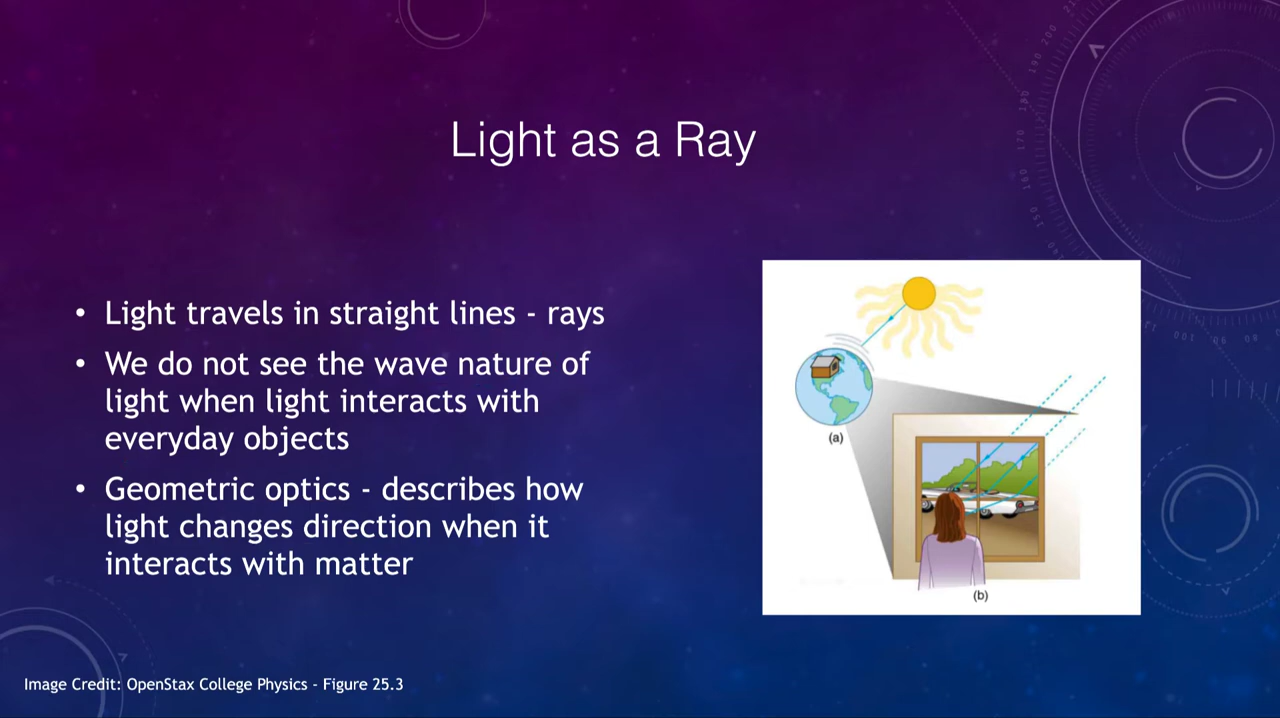 Light as a Ray
• Light travels in straight lines - rays
• We do not see the wave nature of
light when light interacts with
everyday objects
• Geometric optics - describes how
light changes direction when it
interacts with matter
(a)
(b)
Image Credit: OpenStax College Physics - Figure 25.3